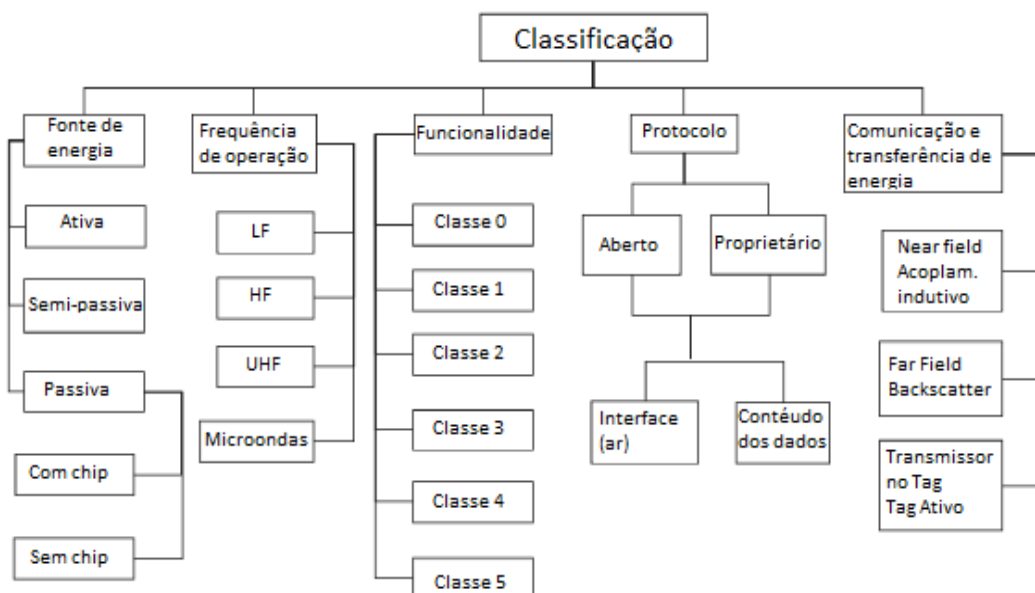 Classificação
Fonte de
energia
Ativa
Semi-passiva
Passiva
Com chip
Sem chip
Frequência
de operação
LF
HF
UHF
Microondas
Funcionalidade
Classe 0
Classe 1
Classe 2
Classe 3
Classe 4
Classe 5
Protocolo
Aberto
Proprietário
Interface
(ar)
Contéudo
dos dados
Comunicação e
transferência de
energia
Near field
Acoplam.
indutivo
Far Field
Backscatter
Transmissor
no Tag
Tag Ativo